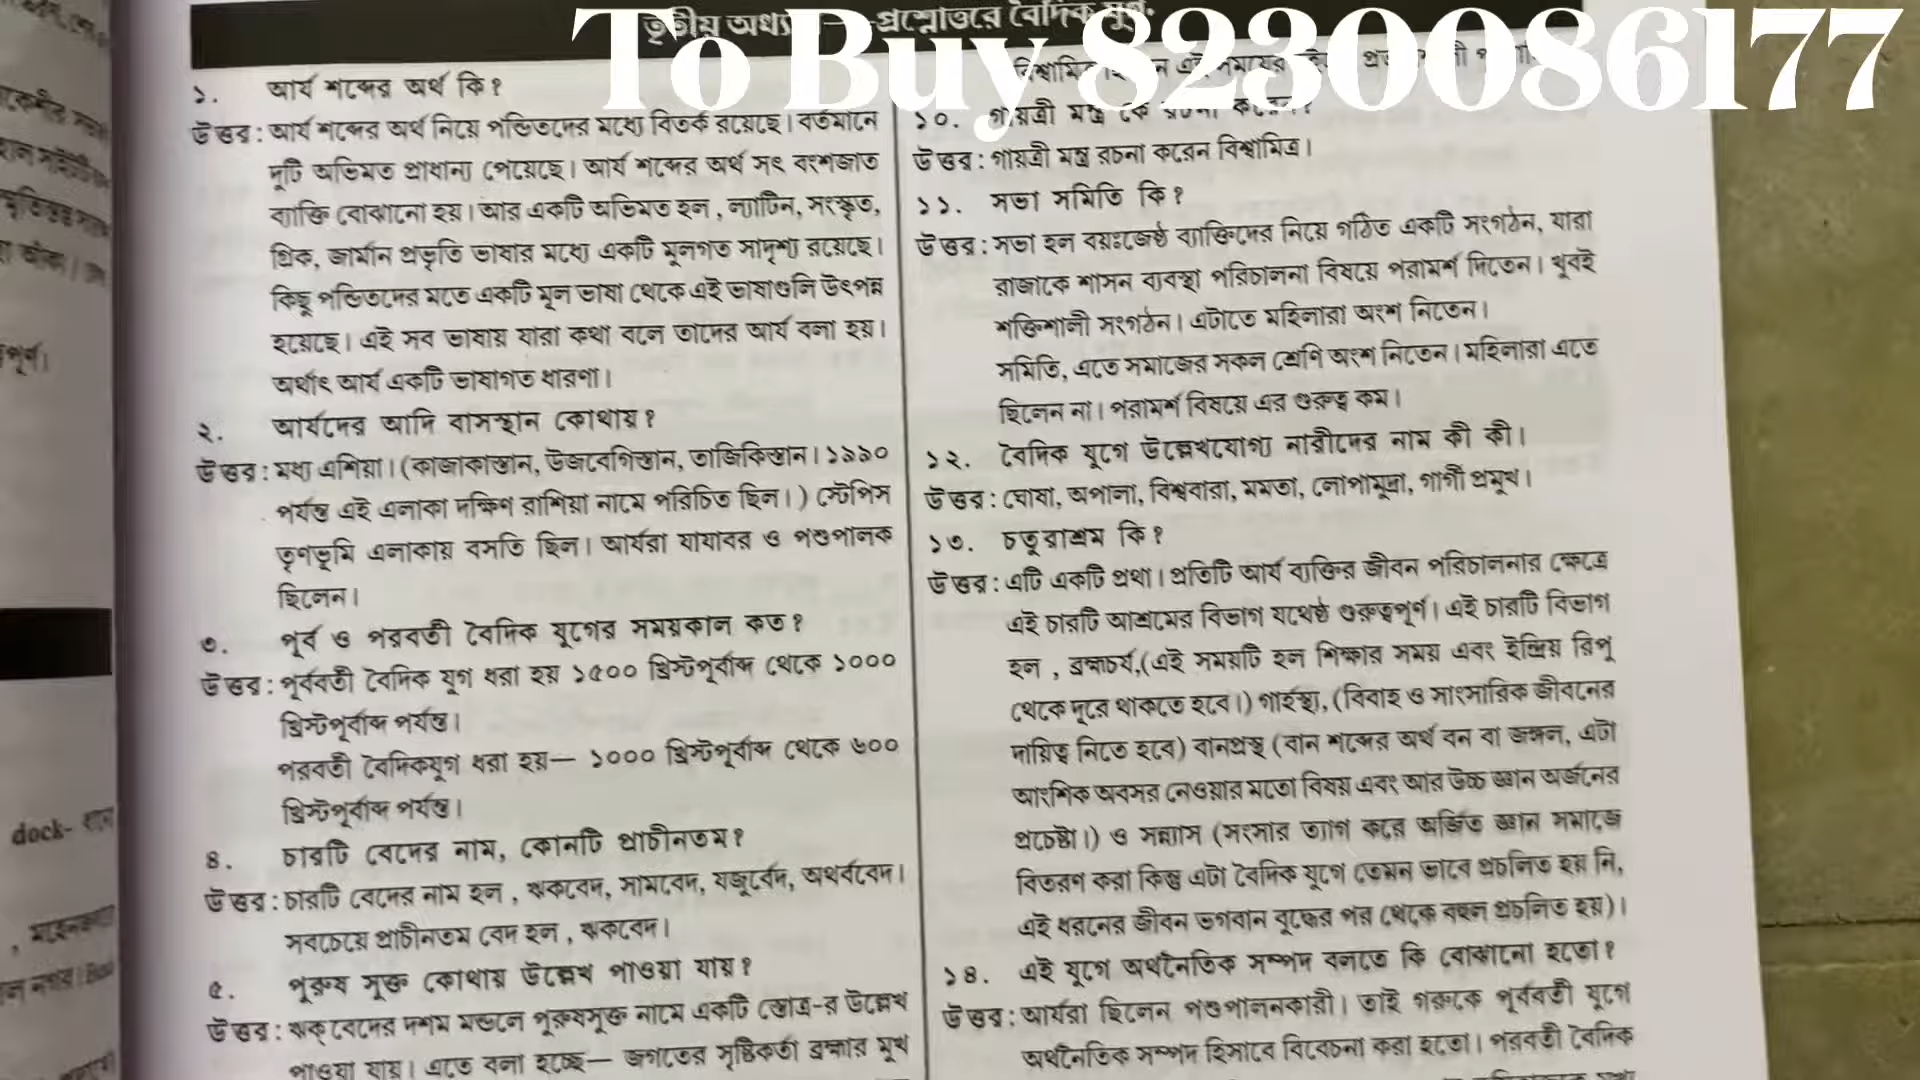 To Buy 8230086177
তৃতীয় অধ্যায় — প্রশ্নোত্তরে বৈদিক যুগ
১. আর্য শব্দের অর্থ কি?
উত্তর: আর্য শব্দের অর্থ নিয়ে পন্ডিতদের মধ্যে বিতর্ক রয়েছে। বর্তমানে
দুটি অভিমত প্রাধান্য পেয়েছে। আর্য শব্দের অর্থ সৎ বংশজাত
ব্যাক্তি বোঝানো হয়। আর একটি অভিমত হল, ল্যাটিন, সংস্কৃত,
গ্রিক, জার্মান প্রভৃতি ভাষার মধ্যে একটি মূলগত সাদৃশ্য রয়েছে।
কিছু পন্ডিতদের মতে একটি মূল ভাষা থেকে এই ভাষাগুলি উৎপন্ন
হয়েছে। এই সব ভাষায় যারা কথা বলে তাদের আর্য বলা হয়।
অর্থাৎ আর্য একটি ভাষাগত ধারণা।
২. আর্যদের আদি বাসস্থান কোথায়?
উত্তর: মধ্য এশিয়া। (কাজাকাস্তান, উজবেগিস্তান, তাজিকিস্তান। ১৯৯০
পর্যন্ত এই এলাকা দক্ষিণ রাশিয়া নামে পরিচিত ছিল।) স্টেপিস
তৃণভূমি এলাকায় বসতি ছিল। আর্যরা যাযাবর ও পশুপালক
ছিলেন।
৩. পূর্ব ও পরবর্তী বৈদিক যুগের সময়কাল কত?
উত্তর: পূর্ববর্তী বৈদিক যুগ ধরা হয় ১৫০০ খ্রিস্টপূর্বাব্দ থেকে ১০০০
খ্রিস্টপূর্বাব্দ পর্যন্ত।
পরবর্তী বৈদিকযুগ ধরা হয়— ১০০০ খ্রিস্টপূর্বাব্দ থেকে ৬০০
খ্রিস্টপূর্বাব্দ পর্যন্ত।
৪. চারটি বেদের নাম, কোনটি প্রাচীনতম?
উত্তর: চারটি বেদের নাম হল, ঋকবেদ, সামবেদ, যজুর্বেদ, অথর্ববেদ।
সবচেয়ে প্রাচীনতম বেদ হল, ঋকবেদ।
৫. পুরুষ সূক্ত কোথায় উল্লেখ পাওয়া যায়?
উত্তর: ঋক্ বেদের দশম মন্ডলে পুরুষসূক্ত নামে একটি স্তোত্র-র উল্লেখ
পাওয়া যায়। এতে বলা হচ্ছে— জগতের সৃষ্টিকর্তা ব্রহ্মার মুখ
১০. গায়ত্রী মন্ত্র কে রচনা করেন?
উত্তর: গায়ত্রী মন্ত্র রচনা করেন বিশ্বামিত্র।
১১. সভা সমিতি কি?
উত্তর: সভা হল বয়ঃজেষ্ঠ ব্যাক্তিদের নিয়ে গঠিত একটি সংগঠন, যারা
রাজাকে শাসন ব্যবস্থা পরিচালনা বিষয়ে পরামর্শ দিতেন। খুবই
শক্তিশালী সংগঠন। এটাতে মহিলারা অংশ নিতেন।
সমিতি, এতে সমাজের সকল শ্রেণি অংশ নিতেন। মহিলারা এতে
ছিলেন না। পরামর্শ বিষয়ে এর গুরুত্ব কম।
১২. বৈদিক যুগে উল্লেখযোগ্য নারীদের নাম কী কী।
উত্তর: ঘোষা, অপালা, বিশ্ববারা, মমতা, লোপামুদ্রা, গার্গী প্রমুখ।
১৩. চতুরাশ্রম কি?
উত্তর: এটি একটি প্রথা। প্রতিটি আর্য ব্যক্তির জীবন পরিচালনার ক্ষেত্রে
এই চারটি আশ্রমের বিভাগ যথেষ্ঠ গুরুত্বপূর্ণ। এই চারটি বিভাগ
হল, ব্রহ্মচর্য,(এই সময়টি হল শিক্ষার সময় এবং ইন্দ্রিয় রিপু
থেকে দূরে থাকতে হবে।) গার্হস্থ্য, (বিবাহ ও সাংসারিক জীবনের
দায়িত্ব নিতে হবে) বানপ্রস্থ (বান শব্দের অর্থ বন বা জঙ্গল, এটা
আংশিক অবসর নেওয়ার মতো বিষয় এবং আর উচ্চ জ্ঞান অর্জনের
প্রচেষ্টা।) ও সন্ন্যাস (সংসার ত্যাগ করে অর্জিত জ্ঞান সমাজে
বিতরণ করা কিন্তু এটা বৈদিক যুগে তেমন ভাবে প্রচলিত হয় নি,
এই ধরনের জীবন ভগবান বুদ্ধের পর থেকে বহুল প্রচলিত হয়)।
১৪. এই যুগে অর্থনৈতিক সম্পদ বলতে কি বোঝানো হতো?
উত্তর: আর্যরা ছিলেন পশুপালনকারী। তাই গরুকে পূর্ববর্তী যুগে
অর্থনৈতিক সম্পদ হিসাবে বিবেচনা করা হতো। পরবর্তী বৈদিক
dock-